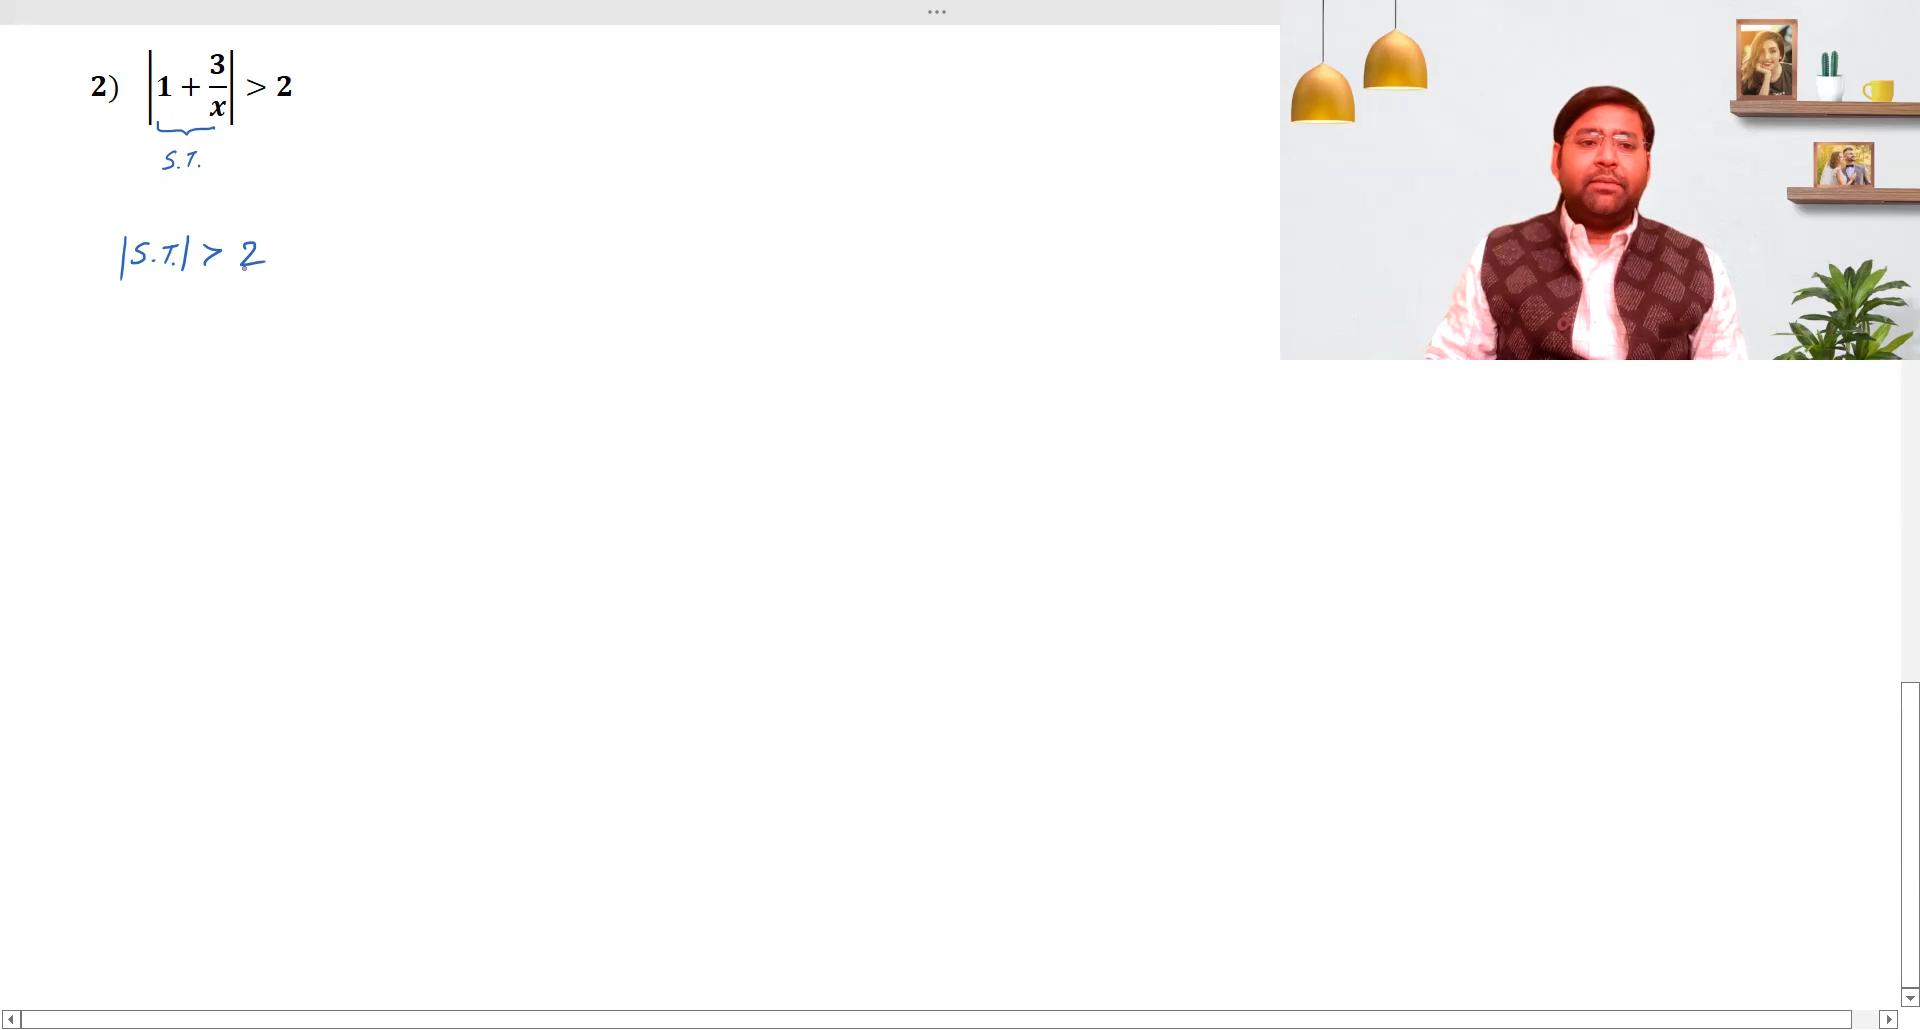 2) |1 + 3/x| > 2
S.T.
|S.T.| > 2